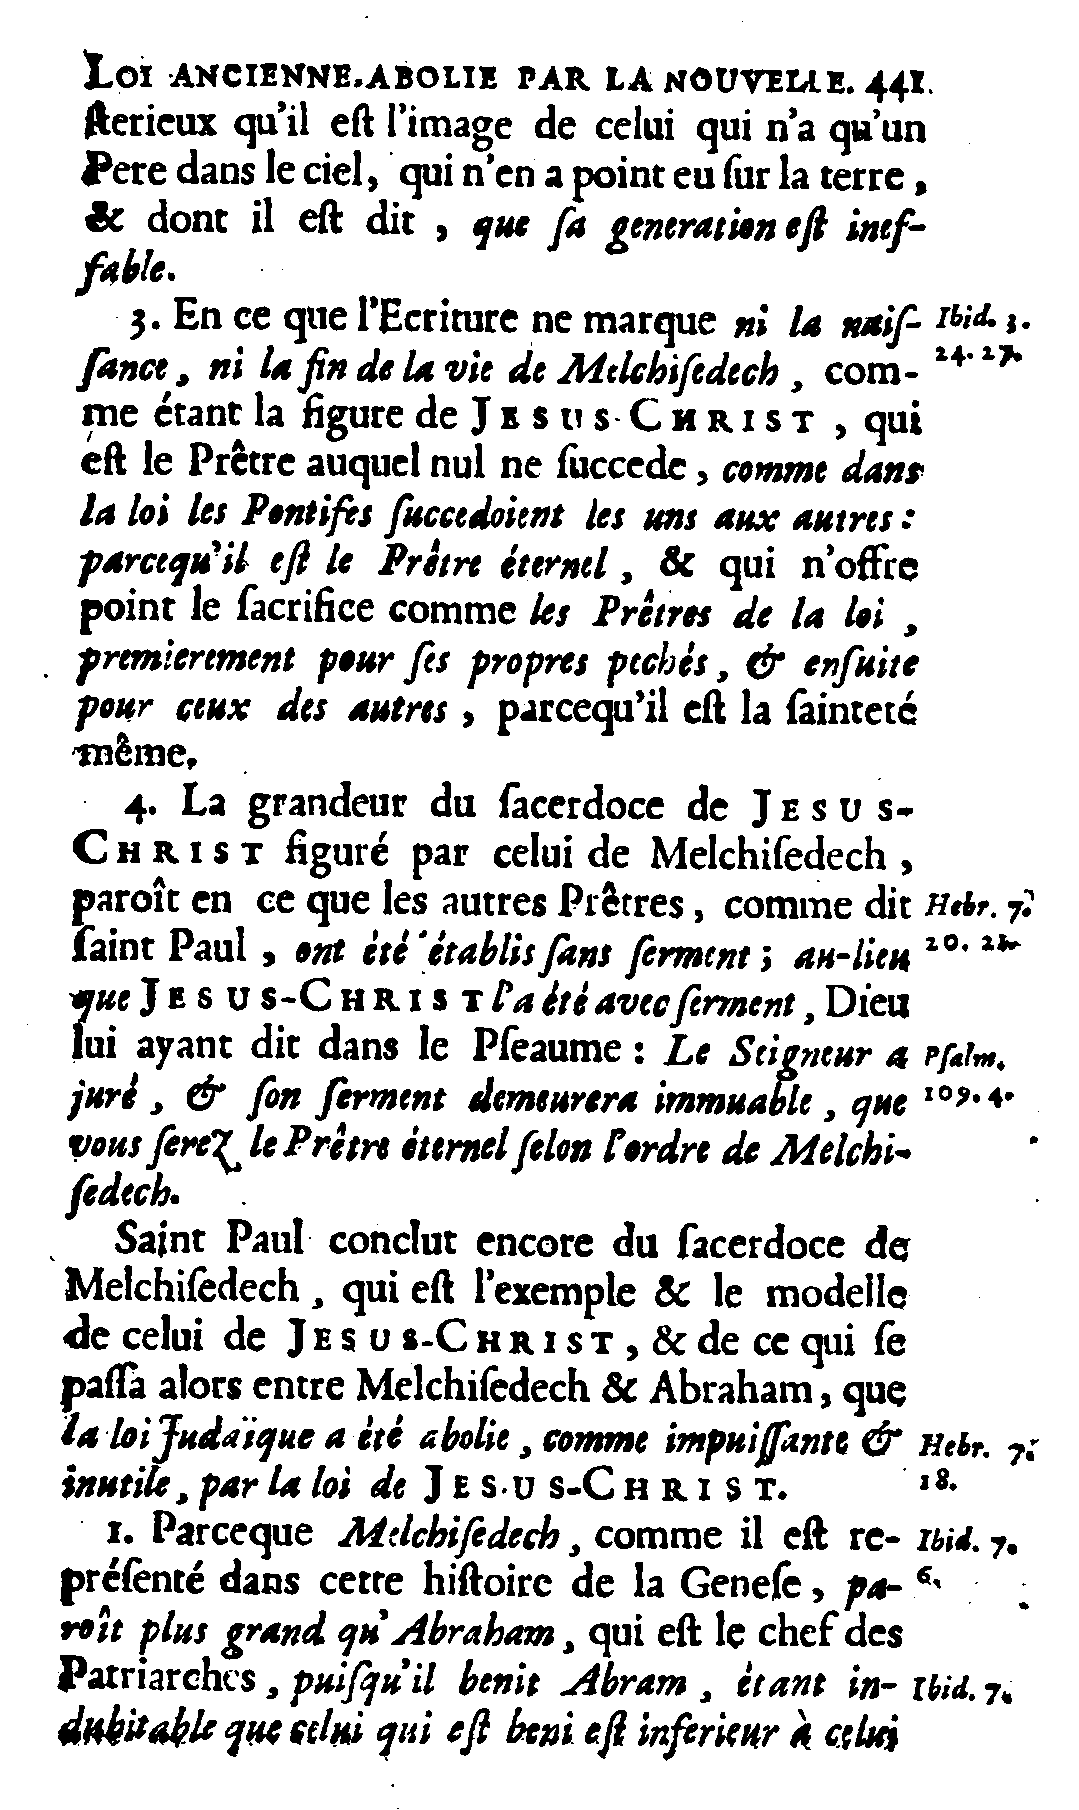 LOI ANCIENNE ABOLIE PAR LA NOUVELLE. 441.
ſterieux qu'il eſt l'image de celui qui n'a qu'un
Pere dans le ciel, qui n'en a point eu ſur la terre,
& dont il eſt dit, que ſa generation eſt inef-
fable.
3. En ce que l'Ecriture ne marque ni la naiſ- Ibid. 3.
ſance, ni la fin de la vie de Melchiſedech, com- 24. 27.
me étant la figure de JESUS-CHRIST, qui
eſt le Prêtre auquel nul ne ſuccede, comme dans
la loi les Pontifes ſuccedoient les uns aux autres:
parcequ'il eſt le Prêtre éternel, & qui n'offre
point le ſacrifice comme les Prêtres de la loi,
premierement pour ſes propres pechés, & enſuite
pour ceux des autres, parcequ'il eſt la ſainteté
même.
4. La grandeur du ſacerdoce de JESUS-
CHRIST figuré par celui de Melchiſedech,
paroît en ce que les autres Prêtres, comme dit Hebr. 7.
ſaint Paul, ont été établis ſans ſerment; au-lieu 20. 21.
que JESUS-CHRIST l'a été avec ſerment, Dieu
lui ayant dit dans le Pſeaume: Le Seigneur a Pſalm.
juré, & ſon ſerment demeurera immuable, que 109. 4.
vous ſerez le Prêtre éternel ſelon l'ordre de Melchi-
ſedech.
Saint Paul conclut encore du ſacerdoce de
Melchiſedech, qui eſt l'exemple & le modelle
de celui de JESUS-CHRIST, & de ce qui ſe
paſſa alors entre Melchiſedech & Abraham, que
la loi Judaïque a été abolie, comme impuiſſante & Hebr. 7.
inutile, par la loi de JESUS-CHRIST. 18.
1. Parceque Melchiſedech, comme il eſt re- Ibid. 7.
préſenté dans cette hiſtoire de la Geneſe, pa- 6.
roît plus grand qu'Abraham, qui eſt le chef des
Patriarches, puiſqu'il benit Abram, étant in- Ibid. 7.
dubitable que celui qui eſt beni eſt inferieur à celui